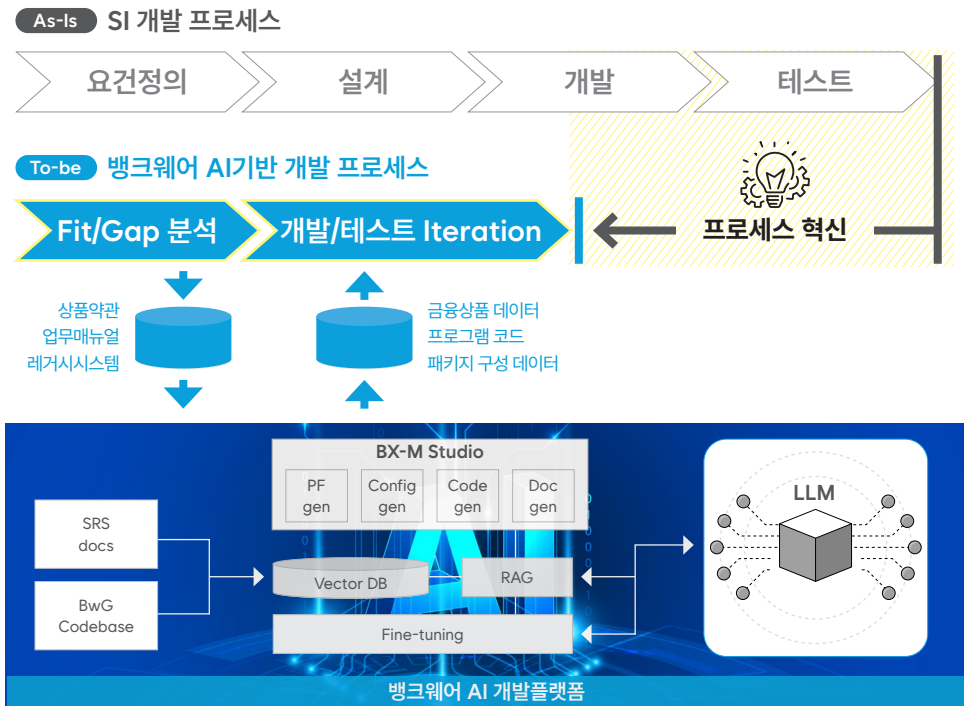 As-Is SI 개발 프로세스
요건정의
설계
개발
테스트
To-be 뱅크웨어 AI기반 개발 프로세스
Fit/Gap 분석
개발/테스트 Iteration
프로세스 혁신
상품약관
업무매뉴얼
레거시시스템
금융상품 데이터
프로그램 코드
패키지 구성 데이터
BX-M Studio
PF
gen
Config
gen
Code
gen
Doc
gen
SRS
docs
BwG
Codebase
Vector DB
RAG
Fine-tuning
LLM
뱅크웨어 AI 개발플랫폼